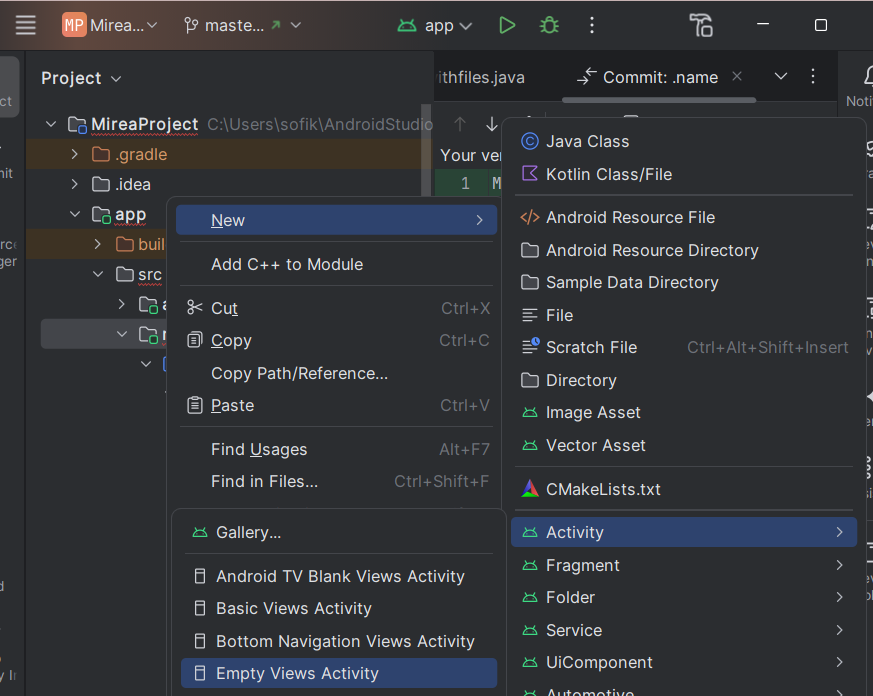 MP Mirea... maste... app
Project
ithfiles.java Commit: .name
Noti
MireaProject C:\Users\sofik\AndroidStudio
.gradle
Your ve
.idea
1 M
app
buil
src
New
Add C++ to Module
Cut Ctrl+X
Copy Ctrl+C
Copy Path/Reference...
Paste Ctrl+V
Find Usages Alt+F7
Find in Files... Ctrl+Shift+F
Java Class
Kotlin Class/File
Android Resource File
Android Resource Directory
Sample Data Directory
File
Scratch File Ctrl+Alt+Shift+Insert
Directory
Image Asset
Vector Asset
CMakeLists.txt
Activity
Fragment
Folder
Service
UiComponent
Automotive
Gallery...
Android TV Blank Views Activity
Basic Views Activity
Bottom Navigation Views Activity
Empty Views Activity